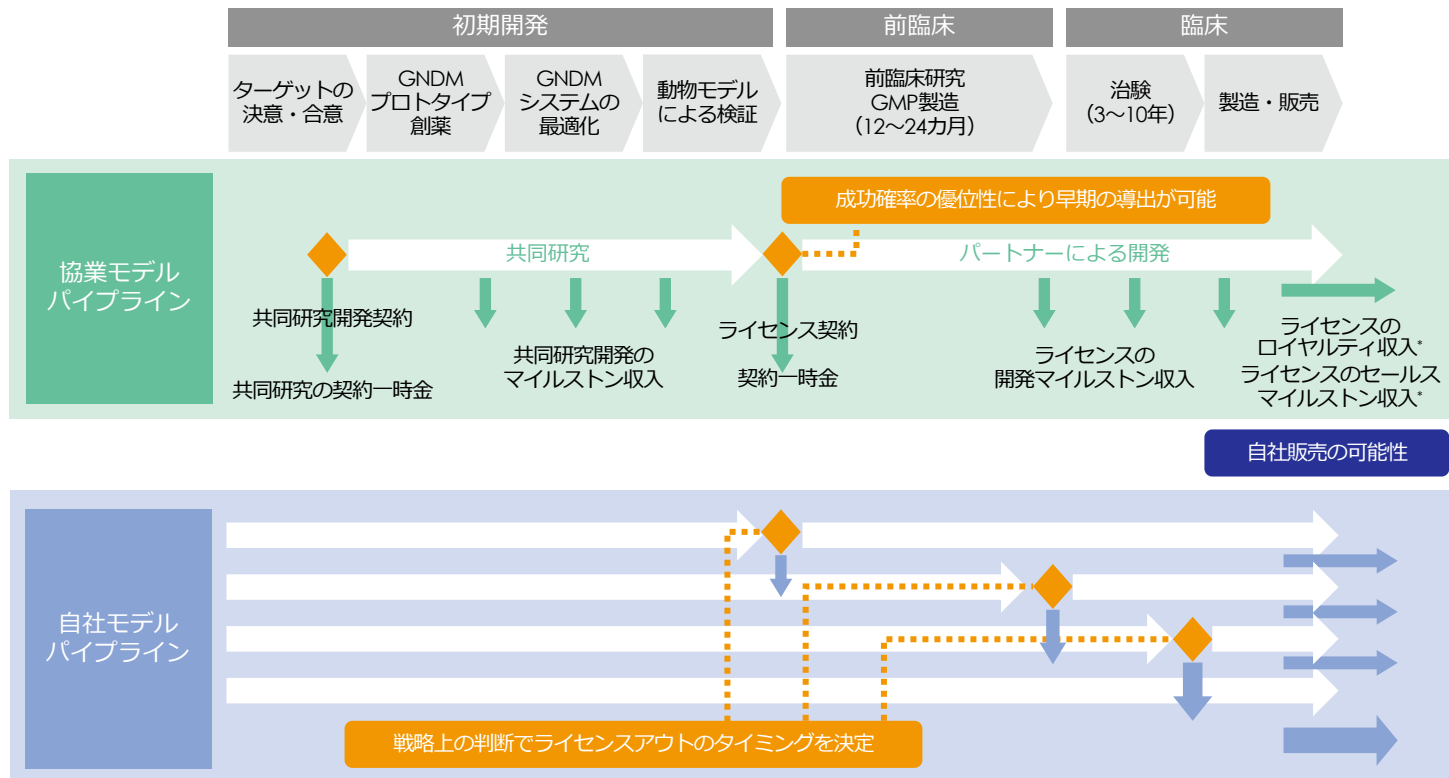 初期開発
前臨床
臨床
ターゲットの
決意・合意
GNDM
プロトタイプ
創薬
GNDM
システムの
最適化
動物モデル
による検証
前臨床研究
GMP製造
（12～24カ月）
治験
（3～10年）
製造・販売
協業モデル
パイプライン
成功確率の優位性により早期の導出が可能
共同研究
パートナーによる開発
共同研究開発契約
共同研究の契約一時金
共同研究開発の
マイルストン収入
ライセンス契約
契約一時金
ライセンスの
開発マイルストン収入
ライセンスの
ロイヤルティ収入*
ライセンスのセールス
マイルストン収入*
自社販売の可能性
自社モデル
パイプライン
戦略上の判断でライセンスアウトのタイミングを決定